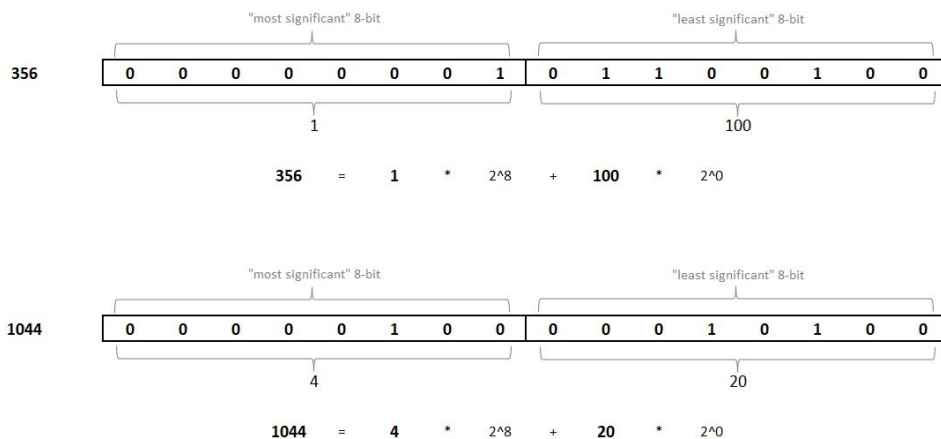 "most significant" 8-bit "least significant" 8-bit
356 0 0 0 0 0 0 0 1 0 1 1 0 0 1 0 0
1 100
356 = 1 * 2^8 + 100 * 2^0
"most significant" 8-bit "least significant" 8-bit
1044 0 0 0 0 0 1 0 0 0 0 0 1 0 1 0 0
4 20
1044 = 4 * 2^8 + 20 * 2^0